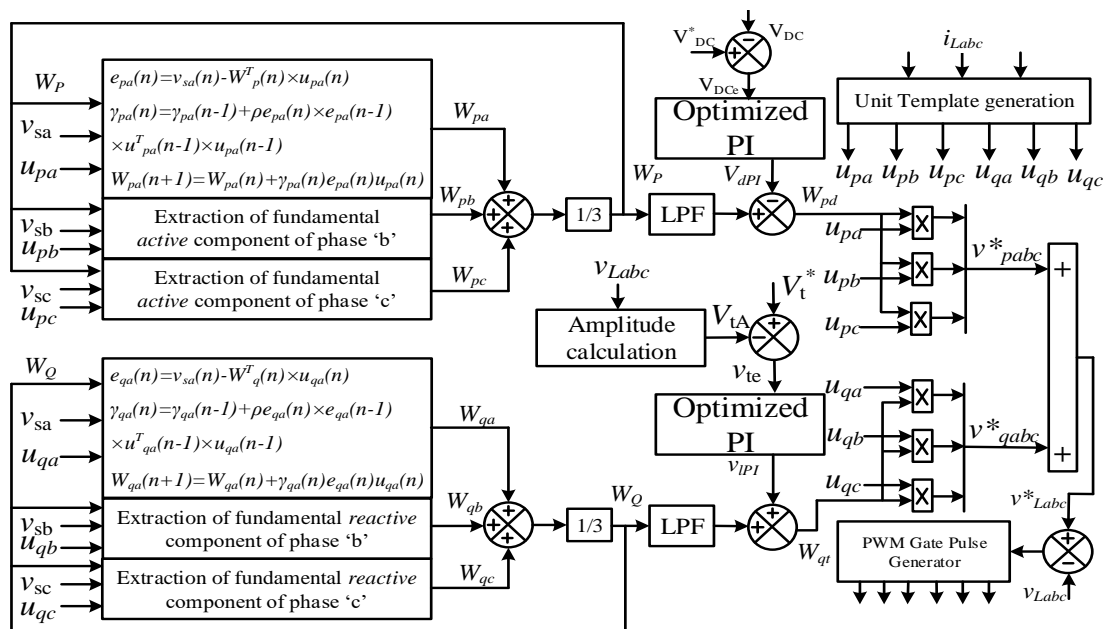 W_P
v_sa
u_pa
e_pa(n)=v_sa(n)-W^T_p(n)×u_pa(n)
γ_pa(n)=γ_pa(n-1)+ρe_pa(n)×e_pa(n-1)
×u^T_pa(n-1)×u_pa(n-1)
W_pa(n+1)=W_pa(n)+γ_pa(n)e_pa(n)u_pa(n)
v_sb
u_pb
Extraction of fundamental
active component of phase ‘b’
v_sc
u_pc
Extraction of fundamental
active component of phase ‘c’
W_pa
W_pb
W_pc
+
+
+
1/3
W_P
LPF
V*_DC
V_DC
+
-
V_DCe
Optimized
PI
V_dPI
+
-
W_pd
i_Labc
Unit Template generation
u_pa
u_pb
u_pc
u_qa
u_qb
u_qc
u_pa
u_pb
u_pc
X
X
X
v*_pabc
+
+
v_Labc
Amplitude
calculation
V_tA
V_t^*
+
-
v_te
Optimized
PI
v_lPI
W_Q
v_sa
u_qa
e_qa(n)=v_sa(n)-W^T_q(n)×u_qa(n)
γ_qa(n)=γ_qa(n-1)+ρe_qa(n)×e_qa(n-1)
×u^T_qa(n-1)×u_qa(n-1)
W_qa(n+1)=W_qa(n)+γ_qa(n)e_qa(n)u_qa(n)
v_sb
u_qb
Extraction of fundamental reactive
component of phase ‘b’
v_sc
u_qc
Extraction of fundamental reactive
component of phase ‘c’
W_qa
W_qb
W_qc
+
+
+
1/3
W_Q
LPF
+
+
W_qt
u_qa
u_qb
u_qc
X
X
X
v*_qabc
v*_Labc
+
-
v_Labc
PWM Gate Pulse
Generator